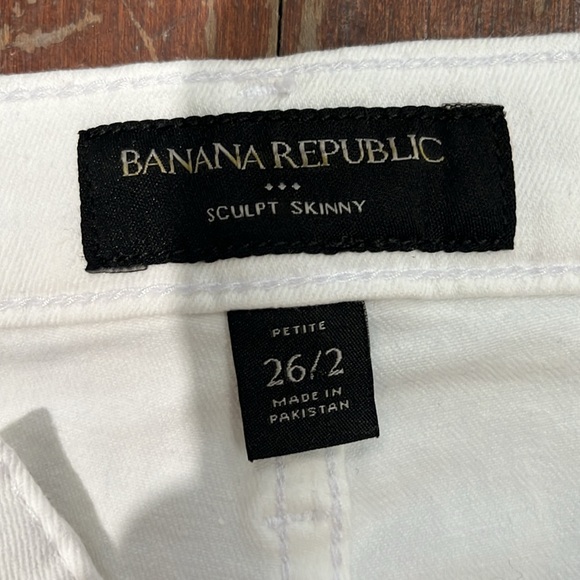 BANANA REPUBLIC
SCULPT SKINNY
PETITE
26/2
MADE IN
PAKISTAN